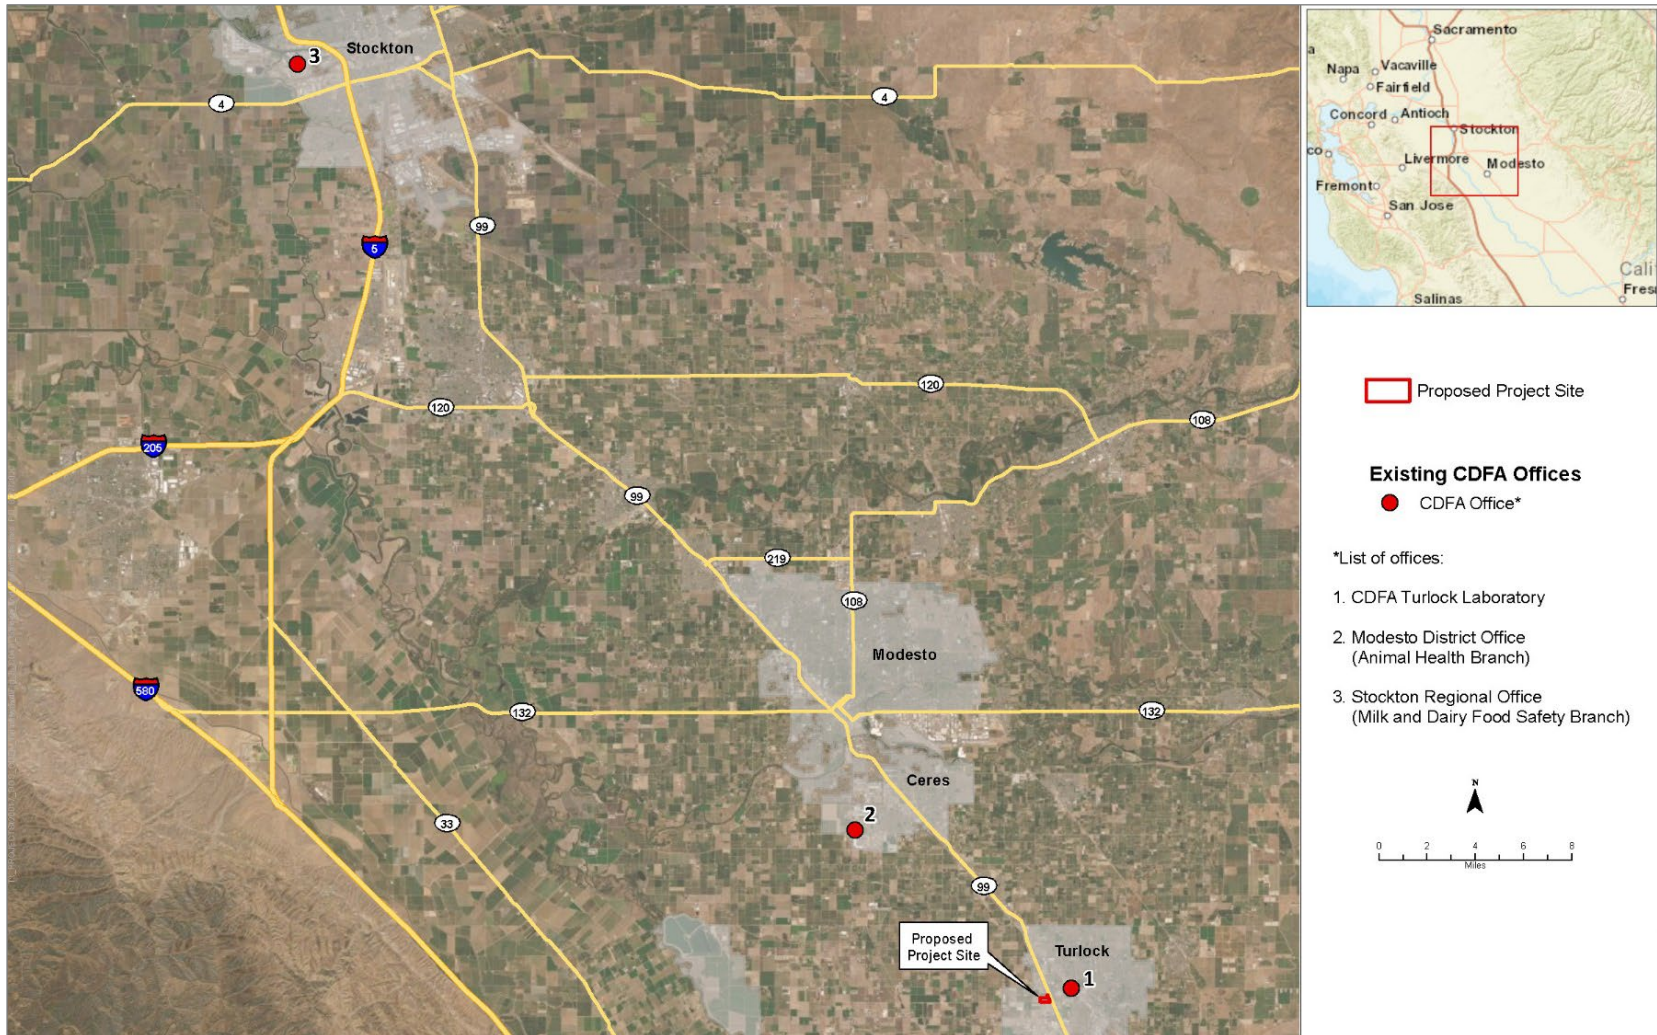 Stockton
3
4
4
99
5
120
120
108
205
99
219
108
Modesto
580
132
132
Ceres
2
33
99
Proposed
Project Site
Turlock
1
Sacramento
a
Napa
Vacaville
Fairfield
Concord
Antioch
Stockton
co
Livermore
Modesto
Fremont
San Jose
Cali
Salinas
Fres
Proposed Project Site
Existing CDFA Offices
CDFA Office*
*List of offices:
1. CDFA Turlock Laboratory
2. Modesto District Office
(Animal Health Branch)
3. Stockton Regional Office
(Milk and Dairy Food Safety Branch)
N
0 2 4 6 8
Miles